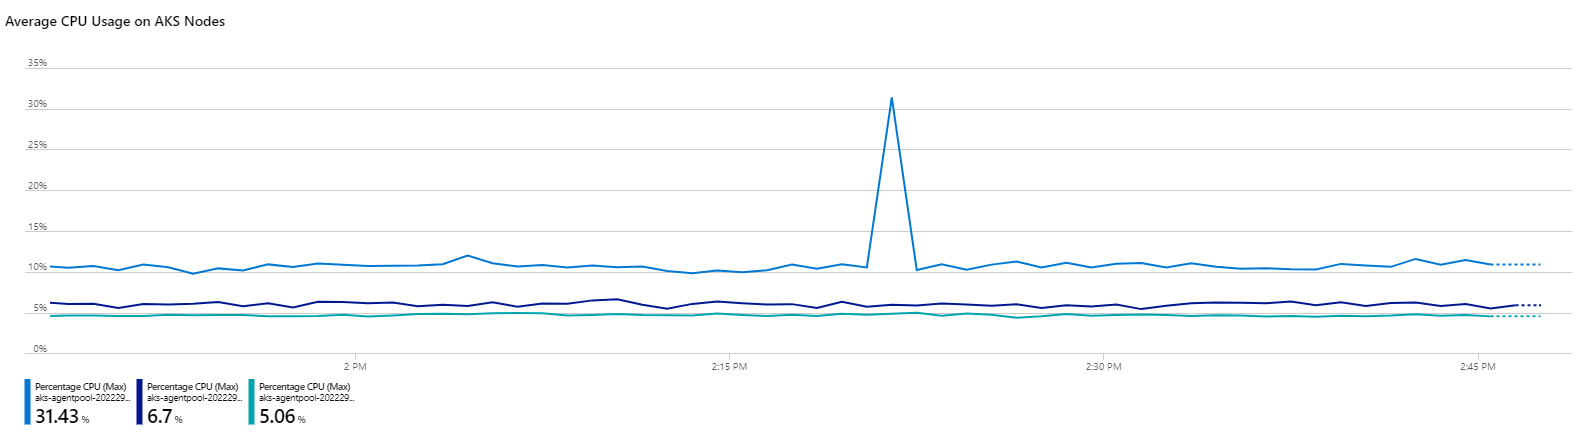 Average CPU Usage on AKS Nodes
35%
30%
25%
20%
15%
10%
5%
0%
2 PM
2:15 PM
2:30 PM
2:45 PM
Percentage CPU (Max)
aks-agentpool-202229...
31.43 %
Percentage CPU (Max)
aks-agentpool-202229...
6.7 %
Percentage CPU (Max)
aks-agentpool-202229...
5.06 %